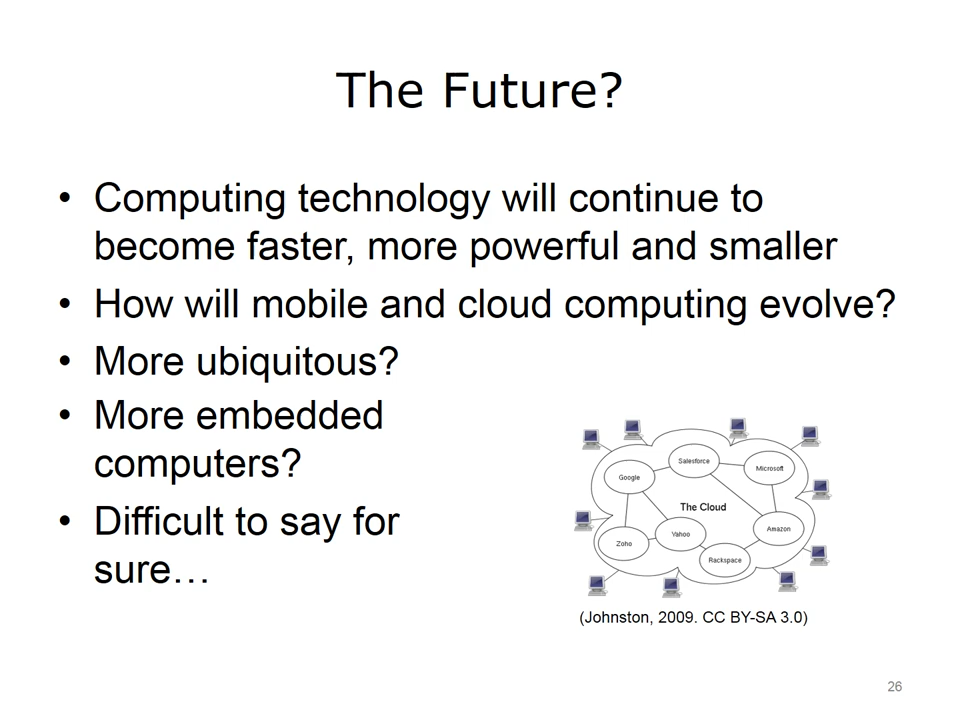 The Future?
• Computing technology will continue to
become faster, more powerful and smaller
• How will mobile and cloud computing evolve?
• More ubiquitous?
• More embedded
computers?
• Difficult to say for
sure…
Salesforce
Google
Microsoft
The Cloud
Amazon
Yahoo
Zoho
Rackspace
(Johnston, 2009. CC BY-SA 3.0)
26